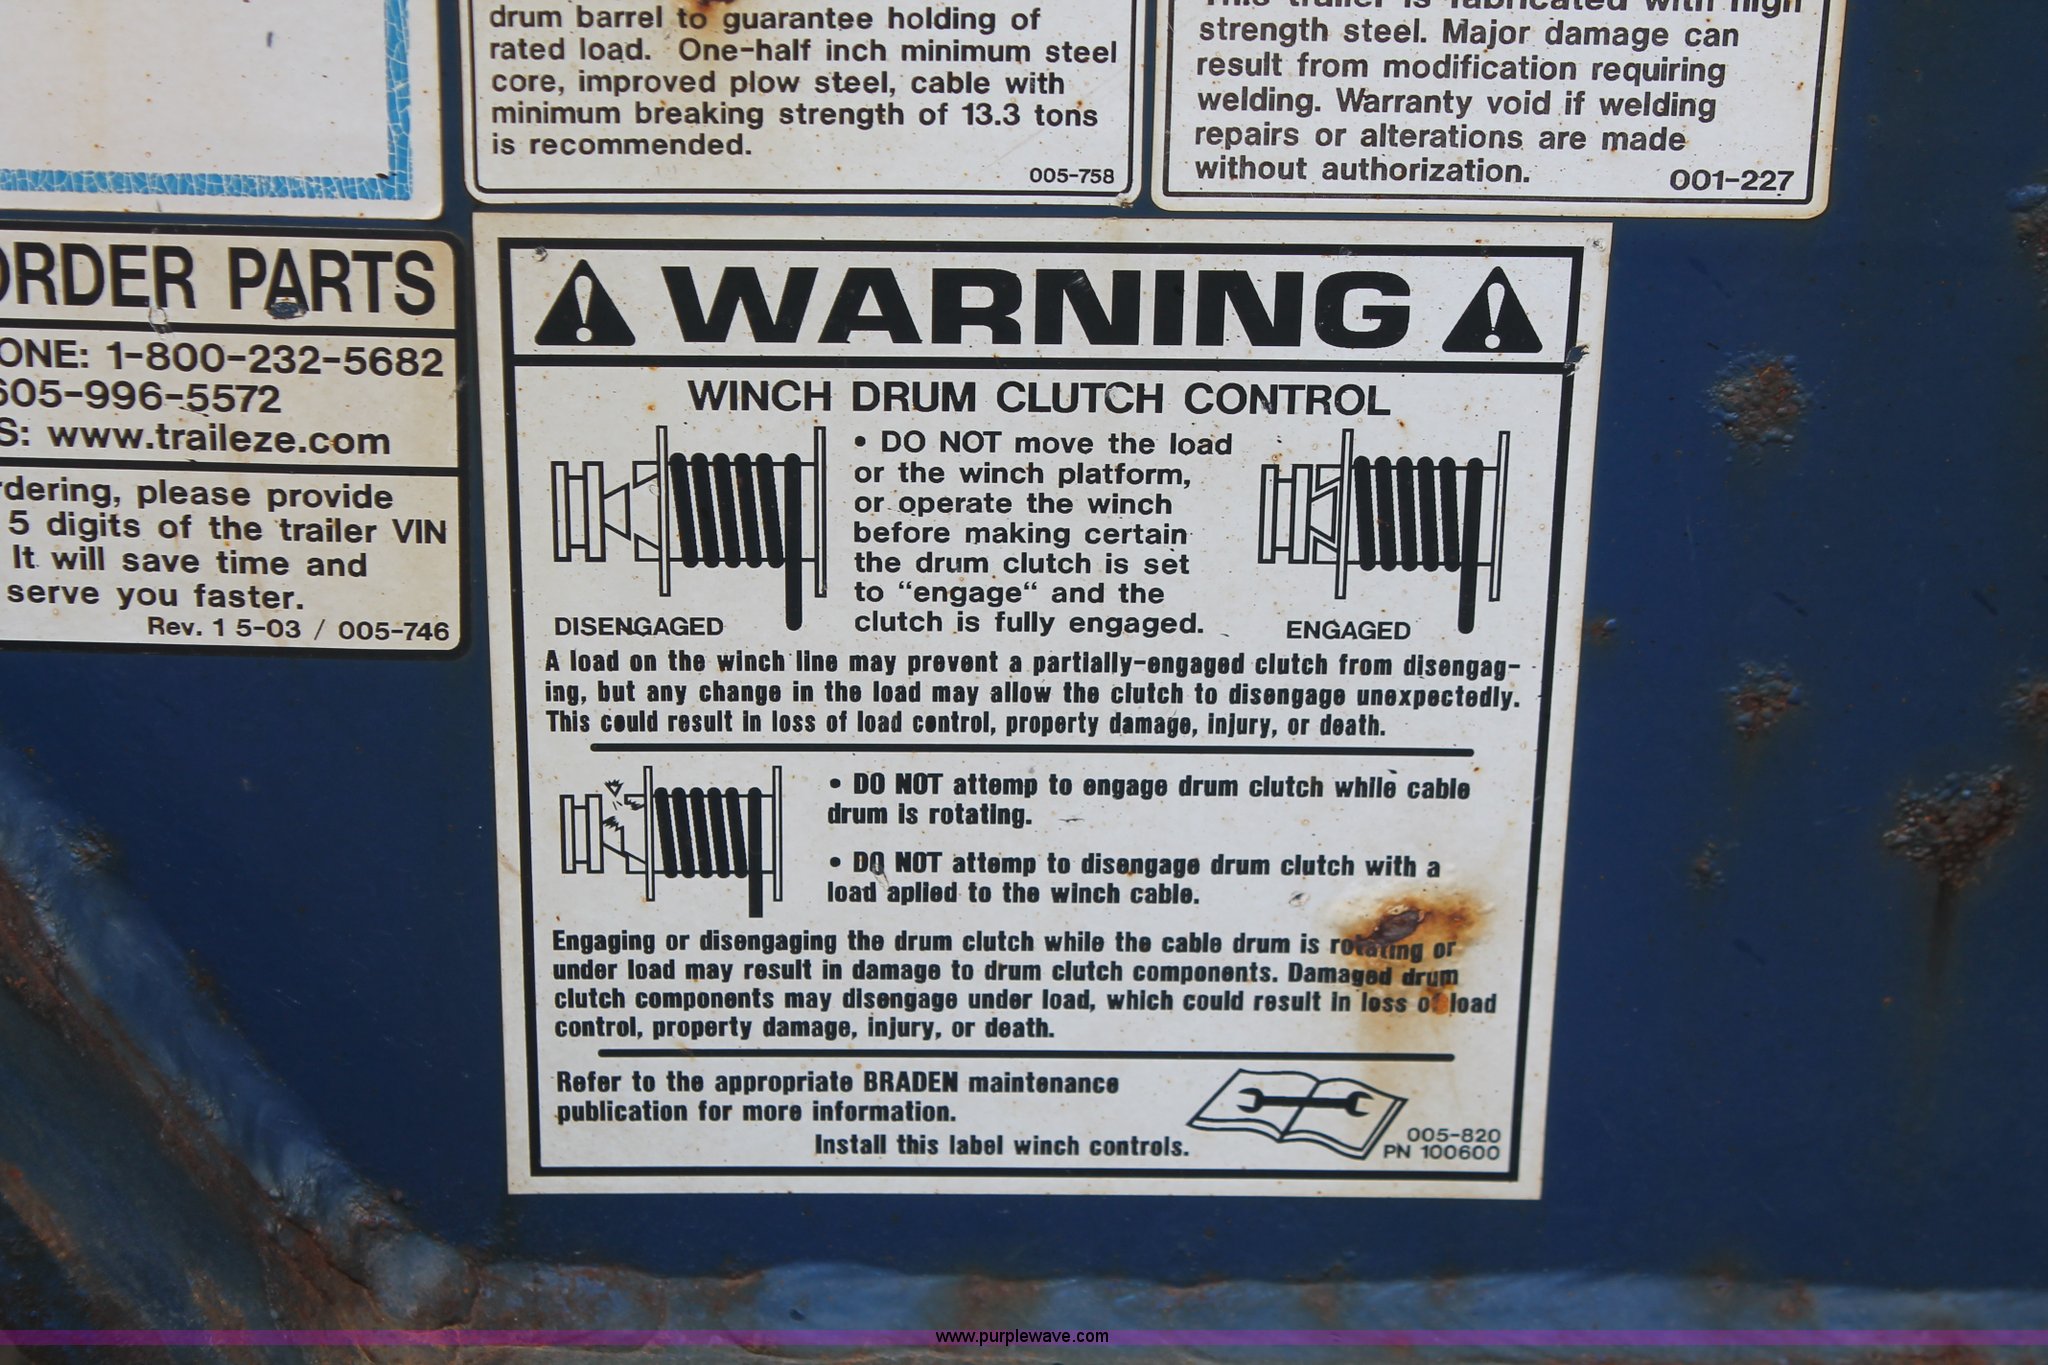 drum barrel to guarantee holding of
rated load. One-half inch minimum steel
core, improved plow steel, cable with
minimum breaking strength of 13.3 tons
is recommended.
005-758
This trailer is fabricated with high
strength steel. Major damage can
result from modification requiring
welding. Warranty void if welding
repairs or alterations are made
without authorization.
001-227
ORDER PARTS
ONE: 1-800-232-5682
605-996-5572
S: www.traileze.com
rdering, please provide
5 digits of the trailer VIN
It will save time and
serve you faster.
Rev. 1 5-03 / 005-746
WARNING
WINCH DRUM CLUTCH CONTROL
• DO NOT move the load
or the winch platform,
or operate the winch
before making certain
the drum clutch is set
to “engage“ and the
clutch is fully engaged.
DISENGAGED
ENGAGED
A load on the winch line may prevent a partially-engaged clutch from disengag-
ing, but any change in the load may allow the clutch to disengage unexpectedly.
This could result in loss of load control, property damage, injury, or death.
• DO NOT attemp to engage drum clutch while cable
drum is rotating.
• DO NOT attemp to disengage drum clutch with a
load aplied to the winch cable.
Engaging or disengaging the drum clutch while the cable drum is rotating or
under load may result in damage to drum clutch components. Damaged drum
clutch components may disengage under load, which could result in loss of load
control, property damage, injury, or death.
Refer to the appropriate BRADEN maintenance
publication for more information.
Install this label winch controls.
005-820
PN 100600
www.purplewave.com